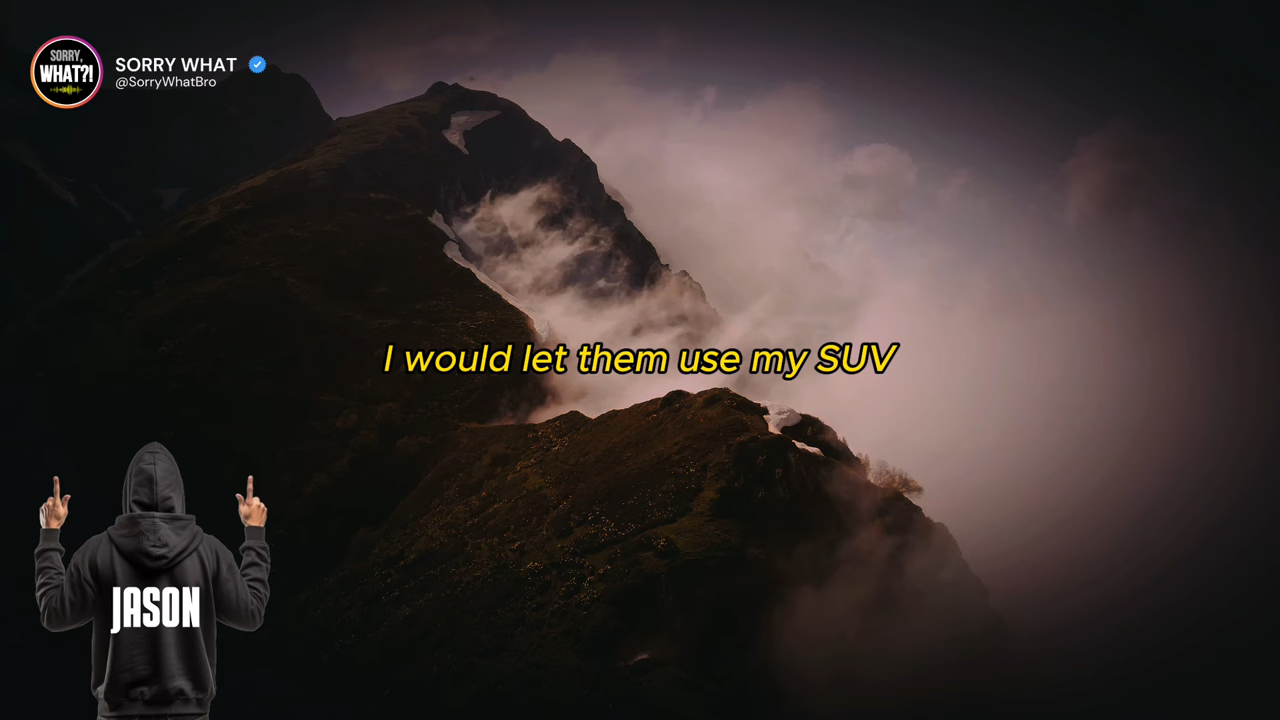 SORRY,
WHAT?!
SORRY WHAT
@SorryWhatBro
I would let them use my SUV
JASON